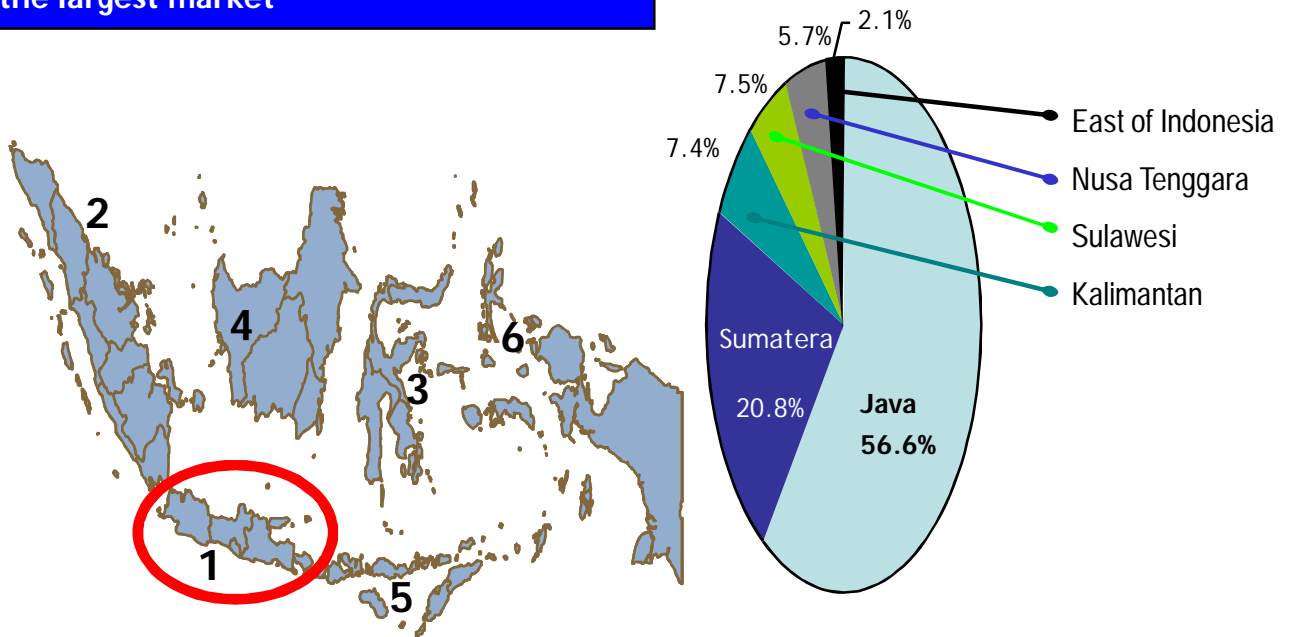 the largest market
2
4
6
3
1
5
5.7%
2.1%
7.5%
7.4%
East of Indonesia
Nusa Tenggara
Sulawesi
Kalimantan
Sumatera
20.8%
Java
56.6%